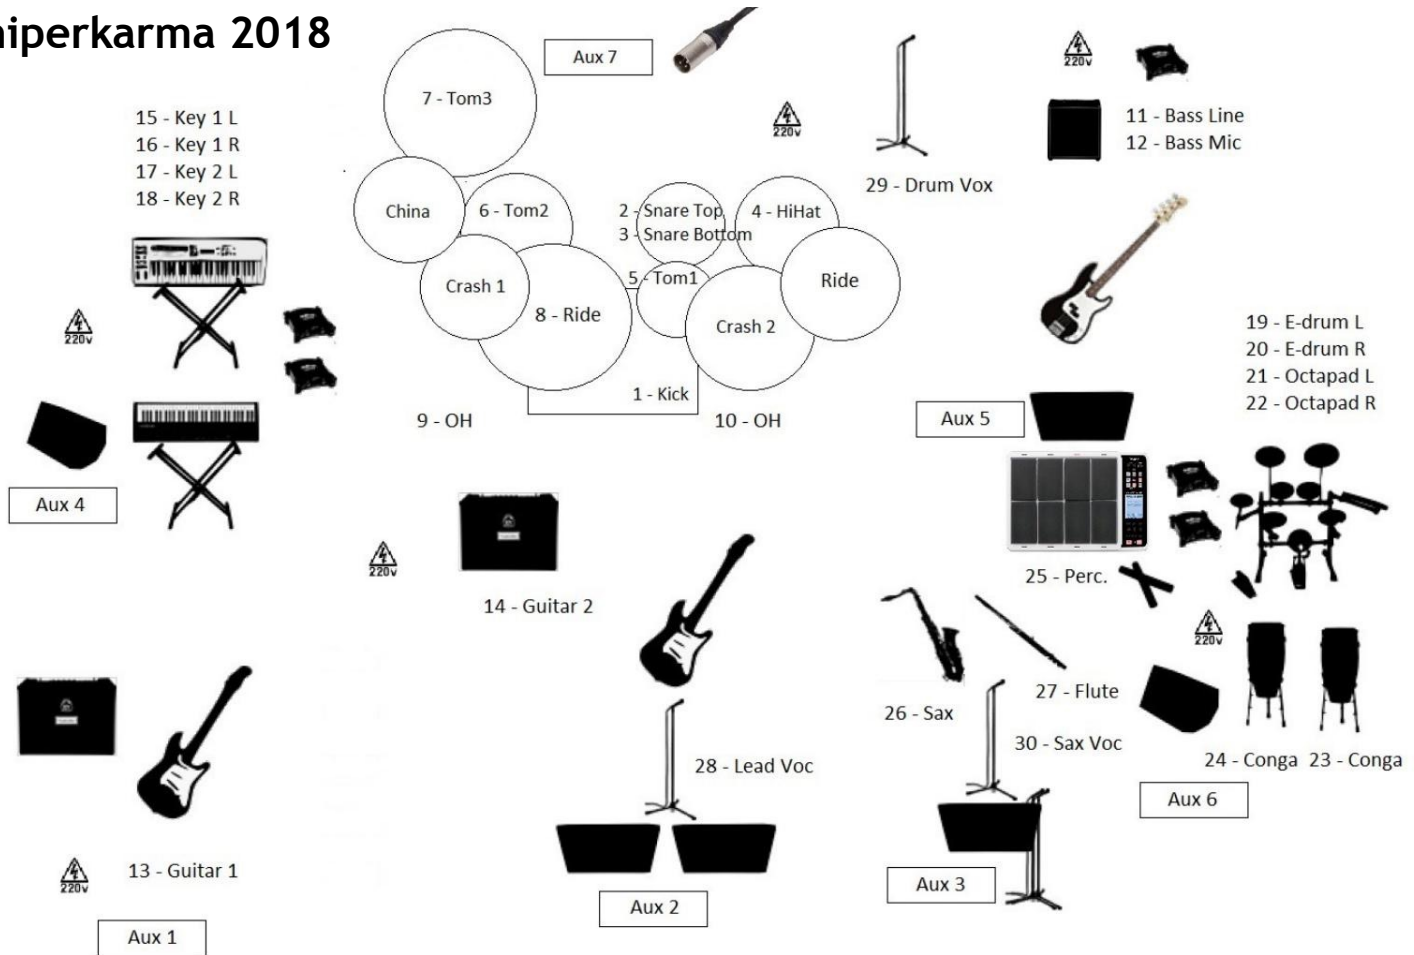 hiperkarma 2018
Aux 7
7 - Tom3
220v
220v
15 - Key 1 L
16 - Key 1 R
17 - Key 2 L
18 - Key 2 R
11 - Bass Line
12 - Bass Mic
29 - Drum Vox
China
6 - Tom2
2 - Snare Top
3 - Snare Bottom
4 - HiHat
Crash 1
8 - Ride
5 - Tom1
Crash 2
Ride
220v
19 - E-drum L
20 - E-drum R
21 - Octapad L
22 - Octapad R
1 - Kick
9 - OH
10 - OH
Aux 5
Aux 4
220v
14 - Guitar 2
25 - Perc.
220v
27 - Flute
26 - Sax
30 - Sax Voc
28 - Lead Voc
24 - Conga
23 - Conga
Aux 6
220v
13 - Guitar 1
Aux 3
Aux 2
Aux 1